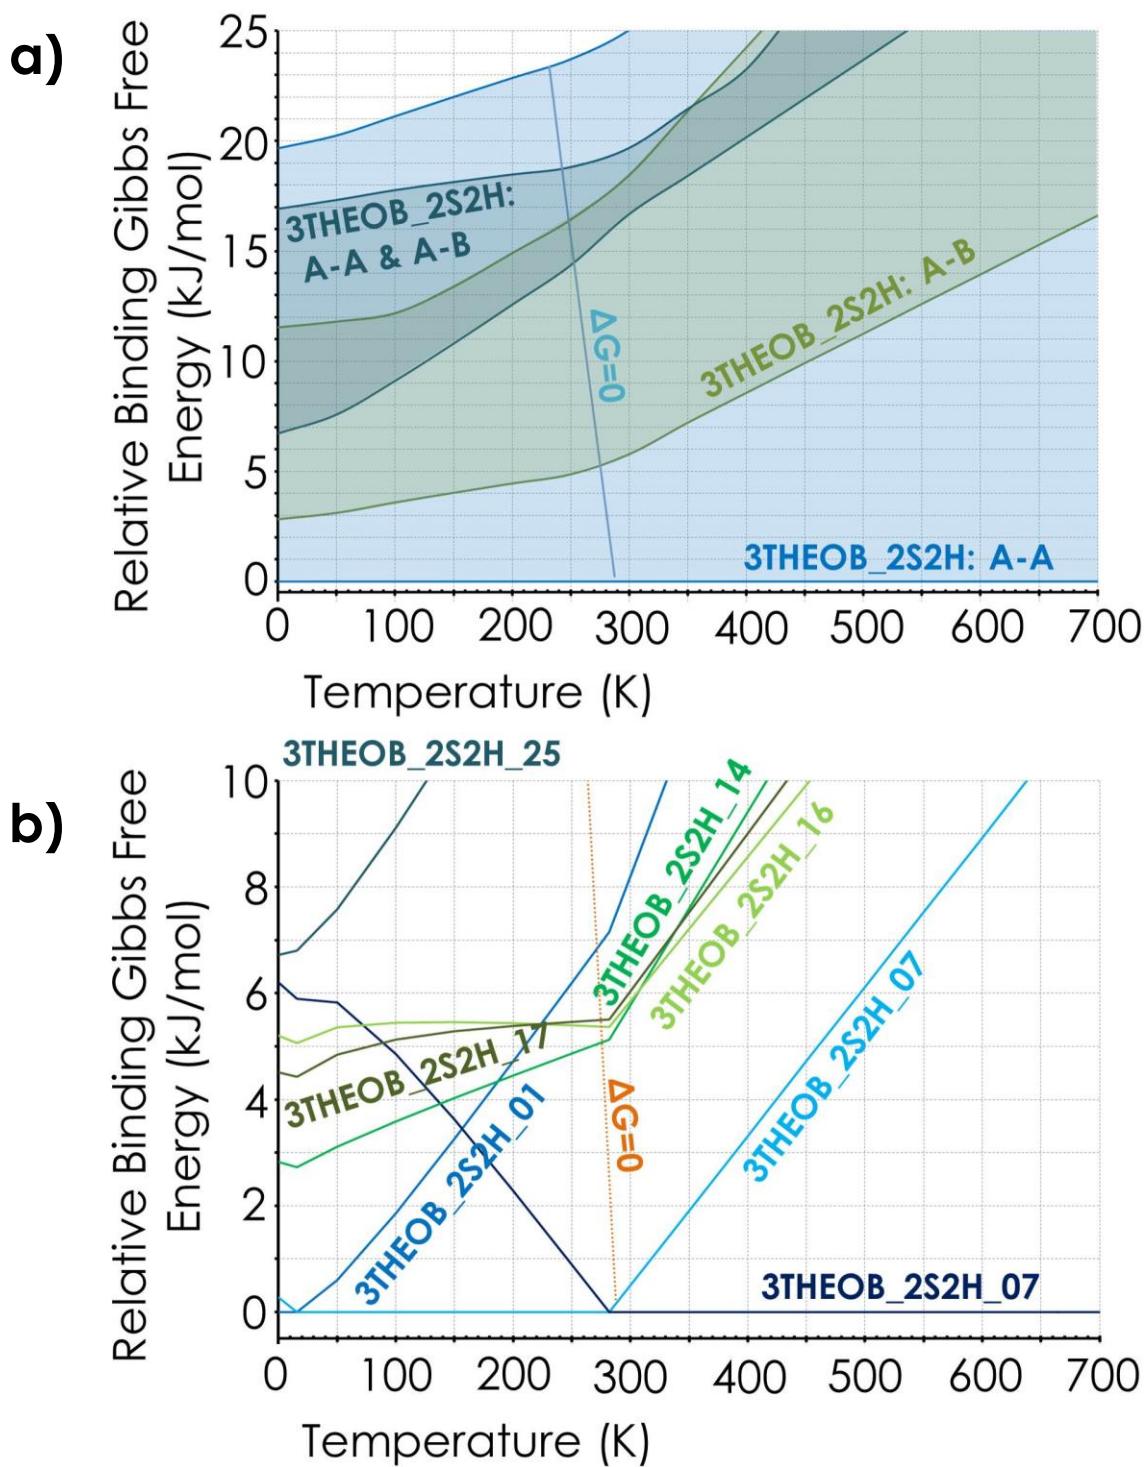 a)
Relative Binding Gibbs Free
Energy (kJ/mol)
25
20
15
10
5
0
3THEOB_2S2H:
A-A & A-B
ΔG=0
3THEOB_2S2H: A-B
3THEOB_2S2H: A-A
0 100 200 300 400 500 600 700
Temperature (K)
b)
Relative Binding Gibbs Free
Energy (kJ/mol)
3THEOB_2S2H_25
10
8
6
4
2
0
3THEOB_2S2H_14
3THEOB_2S2H_16
3THEOB_2S2H_17
3THEOB_2S2H_01
ΔG=0
3THEOB_2S2H_07
3THEOB_2S2H_07
0 100 200 300 400 500 600 700
Temperature (K)